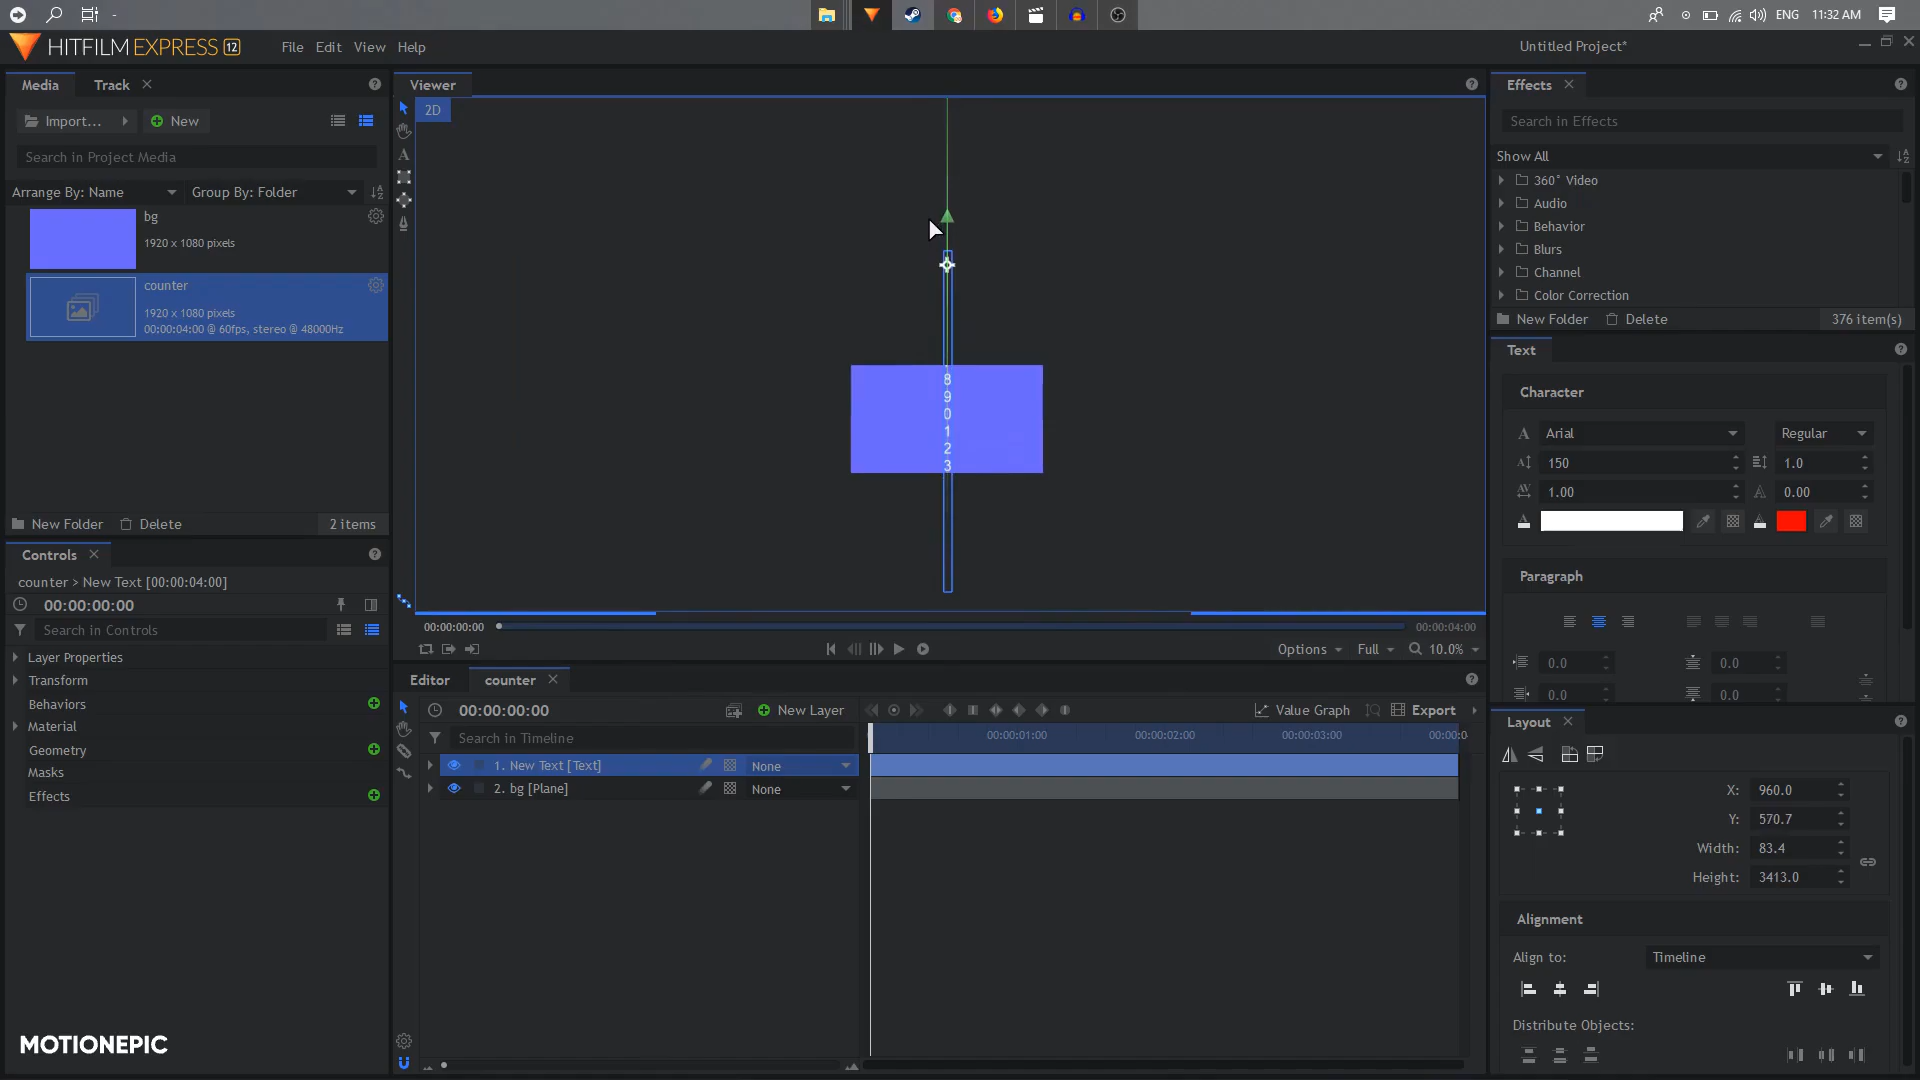 ENG
11:32 AM
HITFILM EXPRESS 12
File
Edit
View
Help
Untitled Project*
Media
Track
Import...
New
Search in Project Media
Arrange By: Name
Group By: Folder
bg
1920 x 1080 pixels
counter
1920 x 1080 pixels
00:00:04:00 @ 60fps, stereo @ 48000Hz
New Folder
Delete
2 items
Controls
counter > New Text [00:00:04:00]
00:00:00:00
Search in Controls
Layer Properties
Transform
Behaviors
Material
Geometry
Masks
Effects
MOTIONEPIC
Viewer
2D
8
9
0
1
2
3
00:00:00:00
00:00:04:00
Options
Full
10.0%
Editor
counter
00:00:00:00
New Layer
Value Graph
Export
Search in Timeline
00:00:01:00
00:00:02:00
00:00:03:00
00:00:0
1. New Text [Text]
None
2. bg [Plane]
None
Effects
Search in Effects
Show All
360° Video
Audio
Behavior
Blurs
Channel
Color Correction
New Folder
Delete
376 item(s)
Text
Character
Arial
Regular
150
1.0
1.00
0.00
Paragraph
0.0
0.0
0.0
0.0
Layout
X: 960.0
Y: 570.7
Width: 83.4
Height: 3413.0
Alignment
Align to:
Timeline
Distribute Objects: